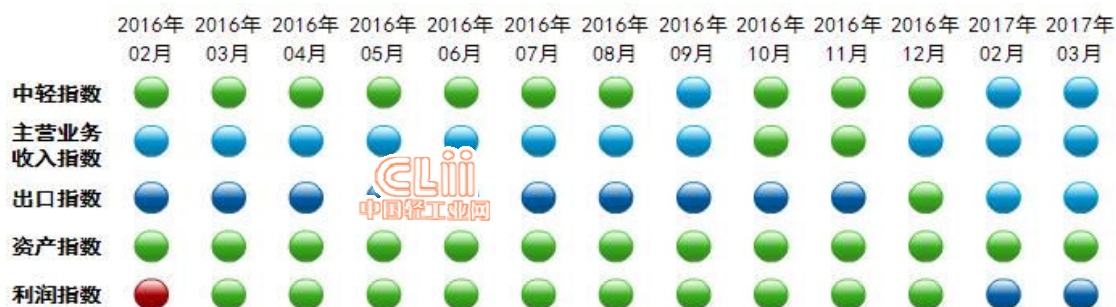 2016年 2016年 2016年 2016年 2016年 2016年 2016年 2016年 2016年 2016年 2016年 2017年 2017年
02月 03月 04月 05月 06月 07月 08月 09月 10月 11月 12月 02月 03月
中轻指数
主营业务
收入指数
CLiii
出口指数
中国轻工业网
资产指数
利润指数